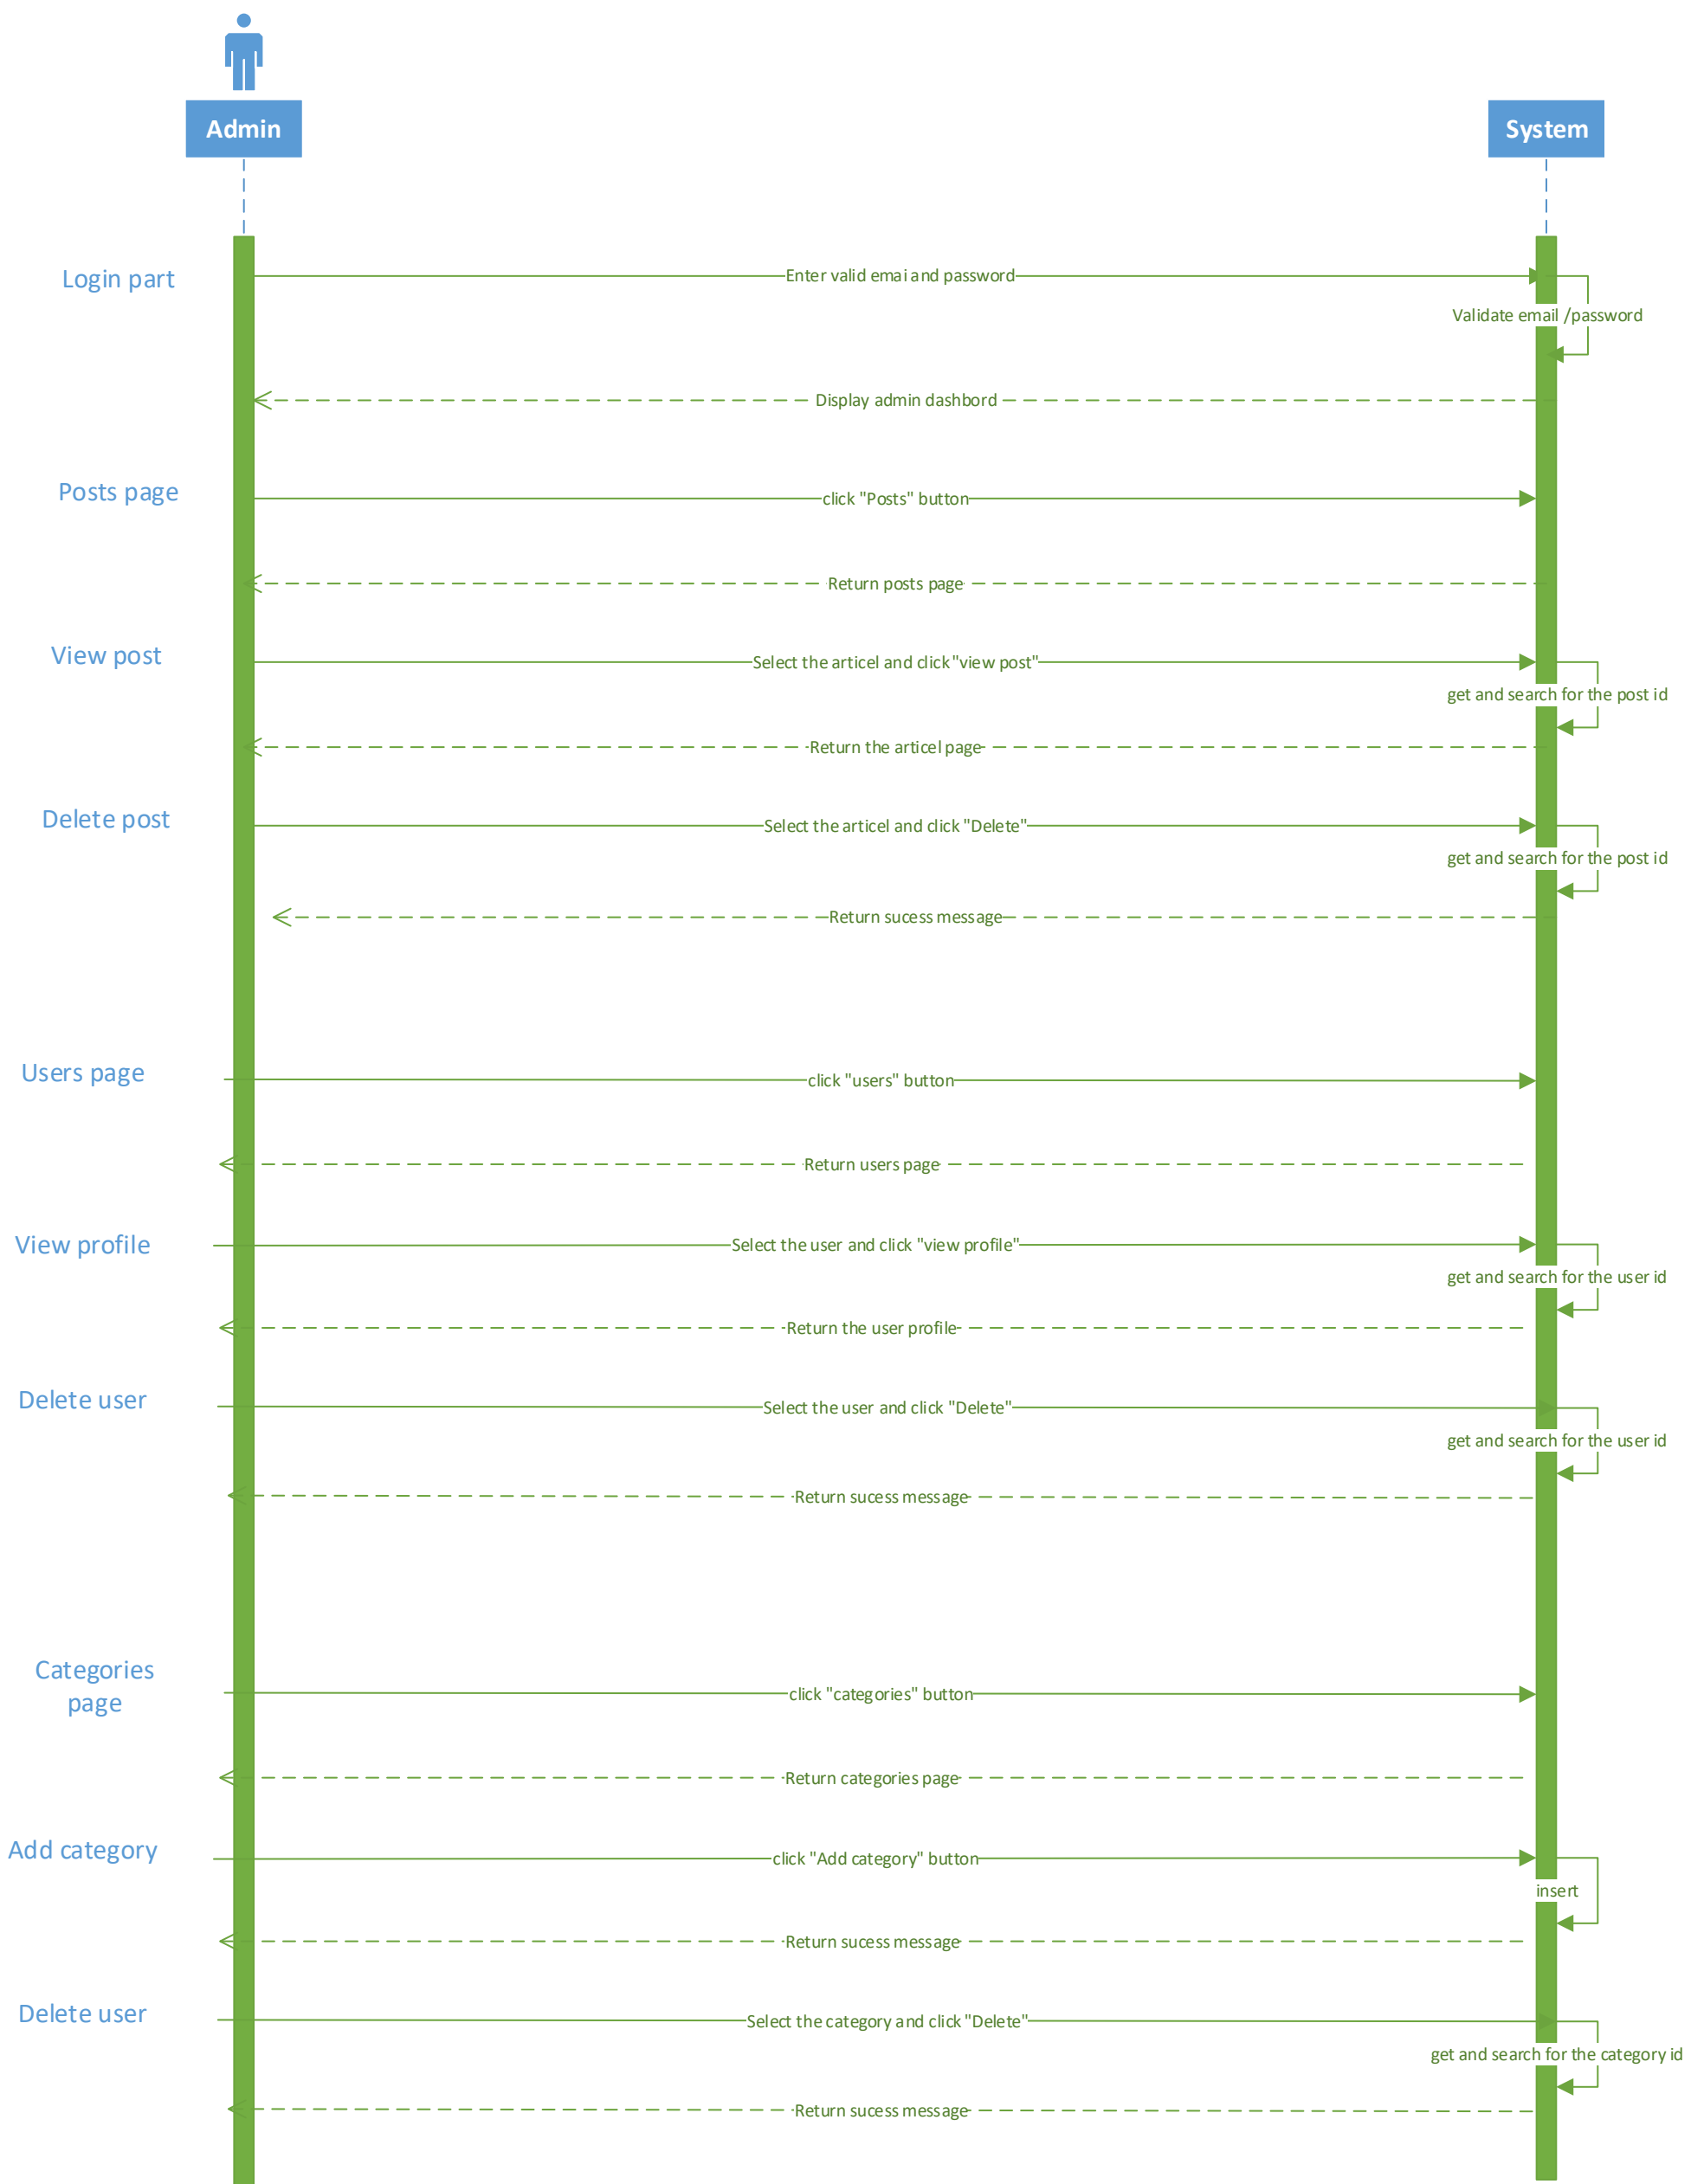 Admin
System
Login part
Enter valid emai and password
Validate email /password
Display admin dashbord
Posts page
click "Posts" button
Return posts page
View post
Select the articel and click "view post"
get and search for the post id
Return the articel page
Delete post
Select the articel and click "Delete"
get and search for the post id
Return sucess message
Users page
click "users" button
Return users page
View profile
Select the user and click "view profile"
get and search for the user id
Return the user profile
Delete user
Select the user and click "Delete"
get and search for the user id
Return sucess message
Categories
page
click "categories" button
Return categories page
Add category
click "Add category" button
insert
Return sucess message
Delete user
Select the category and click "Delete"
get and search for the category id
Return sucess message